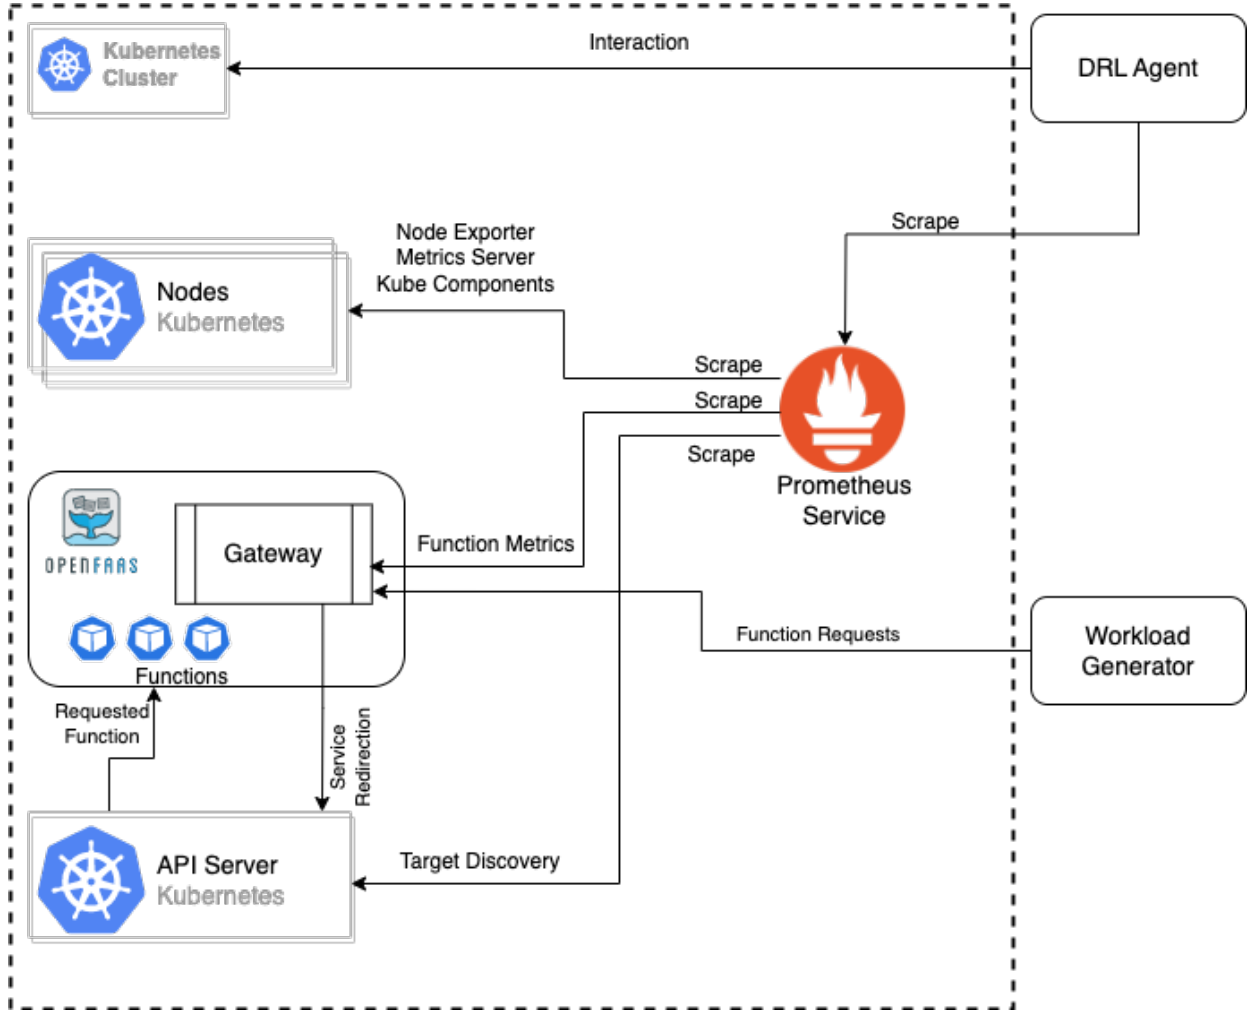 Kubernetes
Cluster
Interaction
DRL Agent
Scrape
Node Exporter
Metrics Server
Kube Components
Nodes
Kubernetes
Scrape
Scrape
Scrape
Prometheus
Service
OPENFAAS
Gateway
Function Metrics
Functions
Function Requests
Workload
Generator
Requested
Function
Service
Redirection
API Server
Kubernetes
Target Discovery